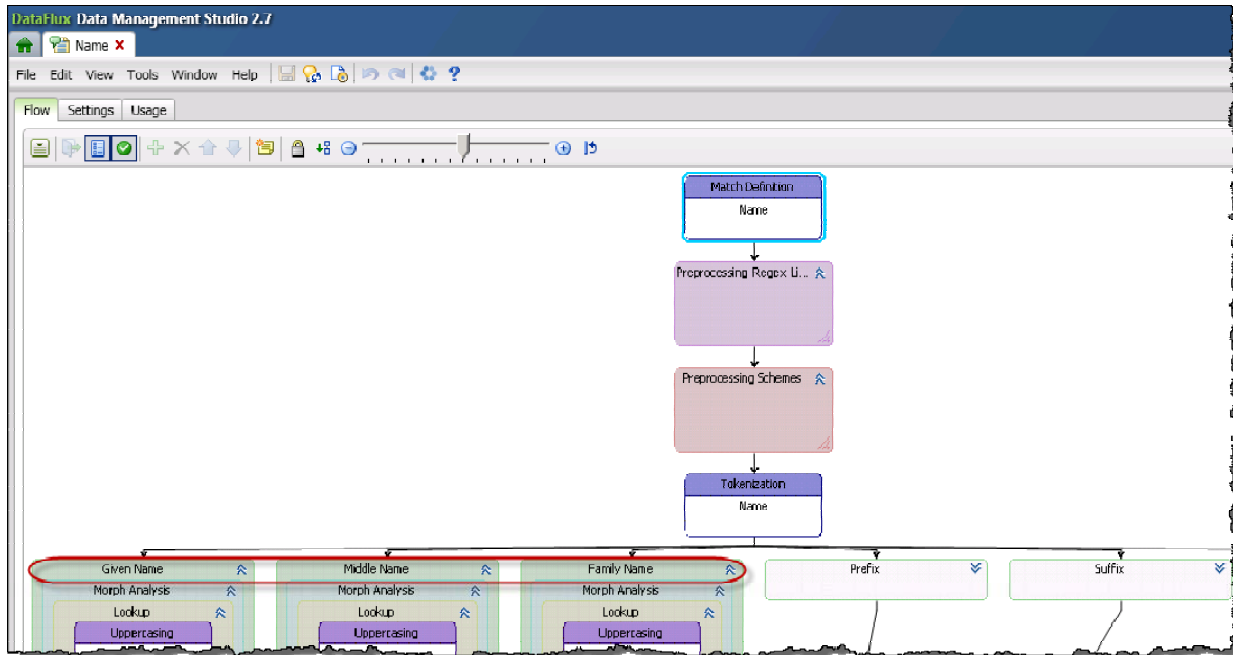 DataFlux Data Management Studio 2.7
Name
File Edit View Tools Window Help
Flow Settings Usage
Match Definition
Name
Preprocessing Regex Li...
Preprocessing Schemes
Tokenization
Name
Given Name Middle Name Family Name Prefix Suffix
Morph Analysis Morph Analysis Morph Analysis
Lookup Lookup Lookup
Uppercasing Uppercasing Uppercasing